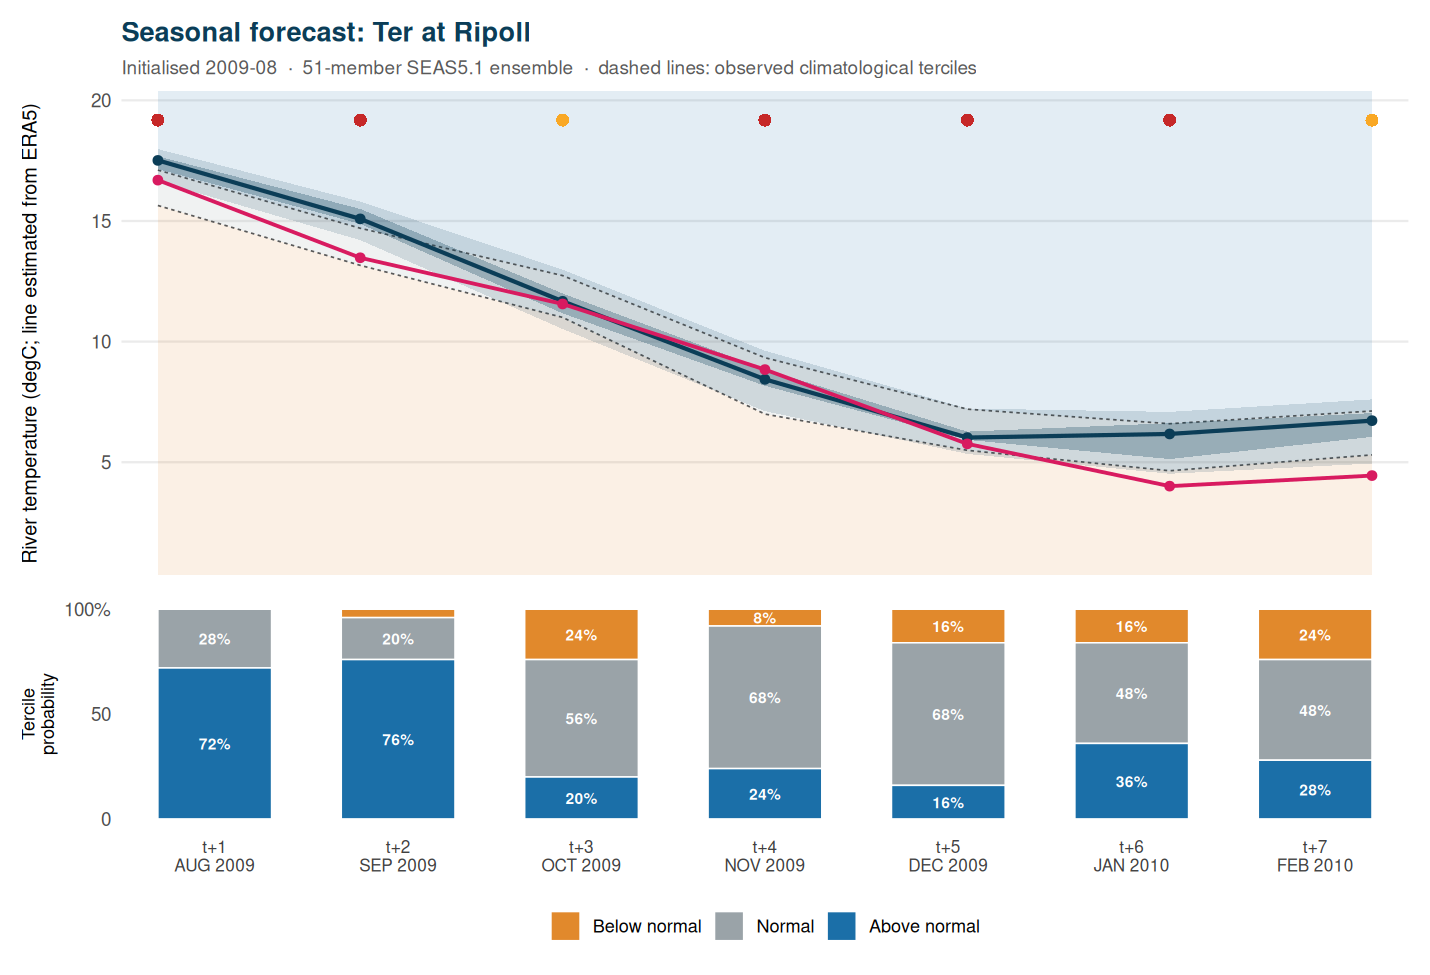 Seasonal forecast: Ter at Ripoll
Initialised 2009-08 · 51-member SEAS5.1 ensemble · dashed lines: observed climatological terciles
River temperature (degC; line estimated from ERA5)
20
15
10
5
Tercile
probability
100%
50
0
28%
72%
20%
76%
24%
56%
20%
8%
68%
24%
16%
68%
16%
16%
48%
36%
24%
48%
28%
t+1
AUG 2009
t+2
SEP 2009
t+3
OCT 2009
t+4
NOV 2009
t+5
DEC 2009
t+6
JAN 2010
t+7
FEB 2010
Below normal
Normal
Above normal